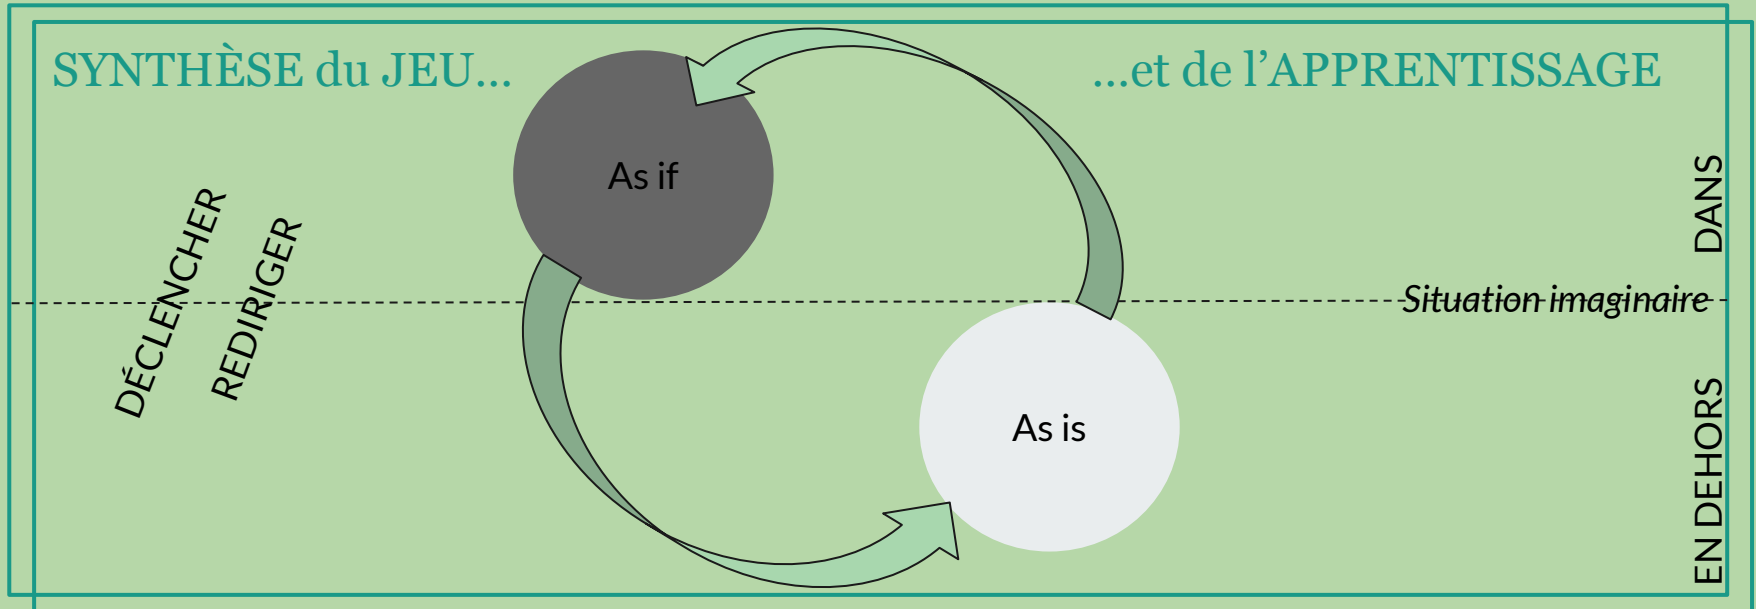 SYNTHÈSE du JEU...
...et de l’APPRENTISSAGE
As if
DÉCLENCHER
REDIRIGER
DANS
Situation imaginaire
As is
EN DEHORS